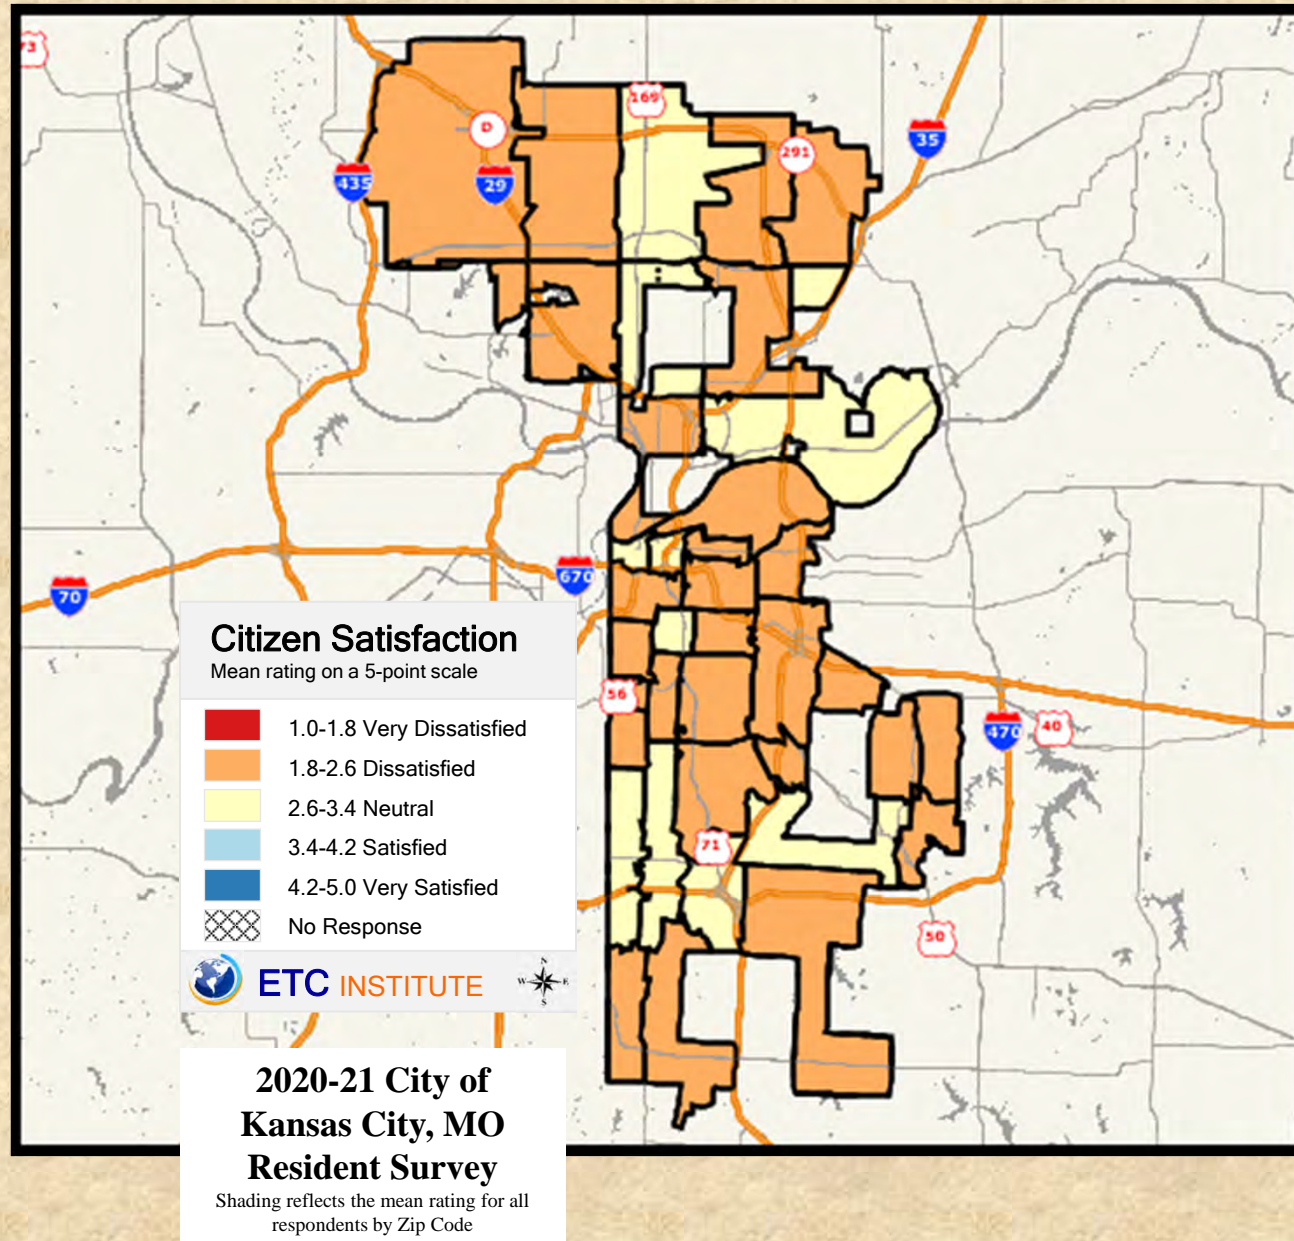 73
169
D
291
35
435
29
70
670
56
470
40
71
50
Citizen Satisfaction
Mean rating on a 5-point scale
1.0-1.8 Very Dissatisfied
1.8-2.6 Dissatisfied
2.6-3.4 Neutral
3.4-4.2 Satisfied
4.2-5.0 Very Satisfied
No Response
ETC INSTITUTE
N
W E
S
2020-21 City of
Kansas City, MO
Resident Survey
Shading reflects the mean rating for all
respondents by Zip Code